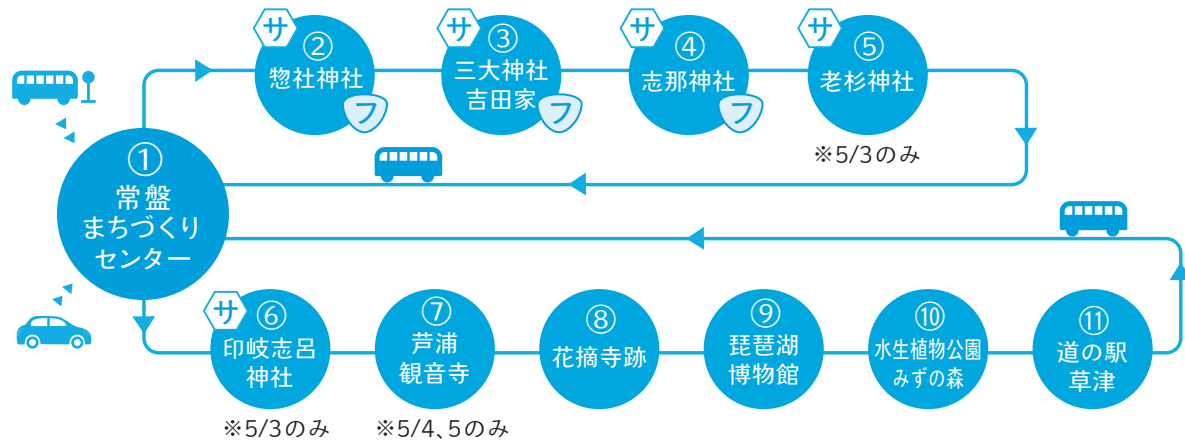 サ
②
惣社神社
フ
サ
③
三大神社
吉田家
フ
サ
④
志那神社
フ
サ
⑤
老杉神社
※5/3のみ
①
常盤
まちづくり
センター
サ
⑥
印岐志呂
神社
※5/3のみ
⑦
芦浦
観音寺
※5/4、5のみ
⑧
花摘寺跡
⑨
琵琶湖
博物館
⑩
水生植物公園
みずの森
⑪
道の駅
草津